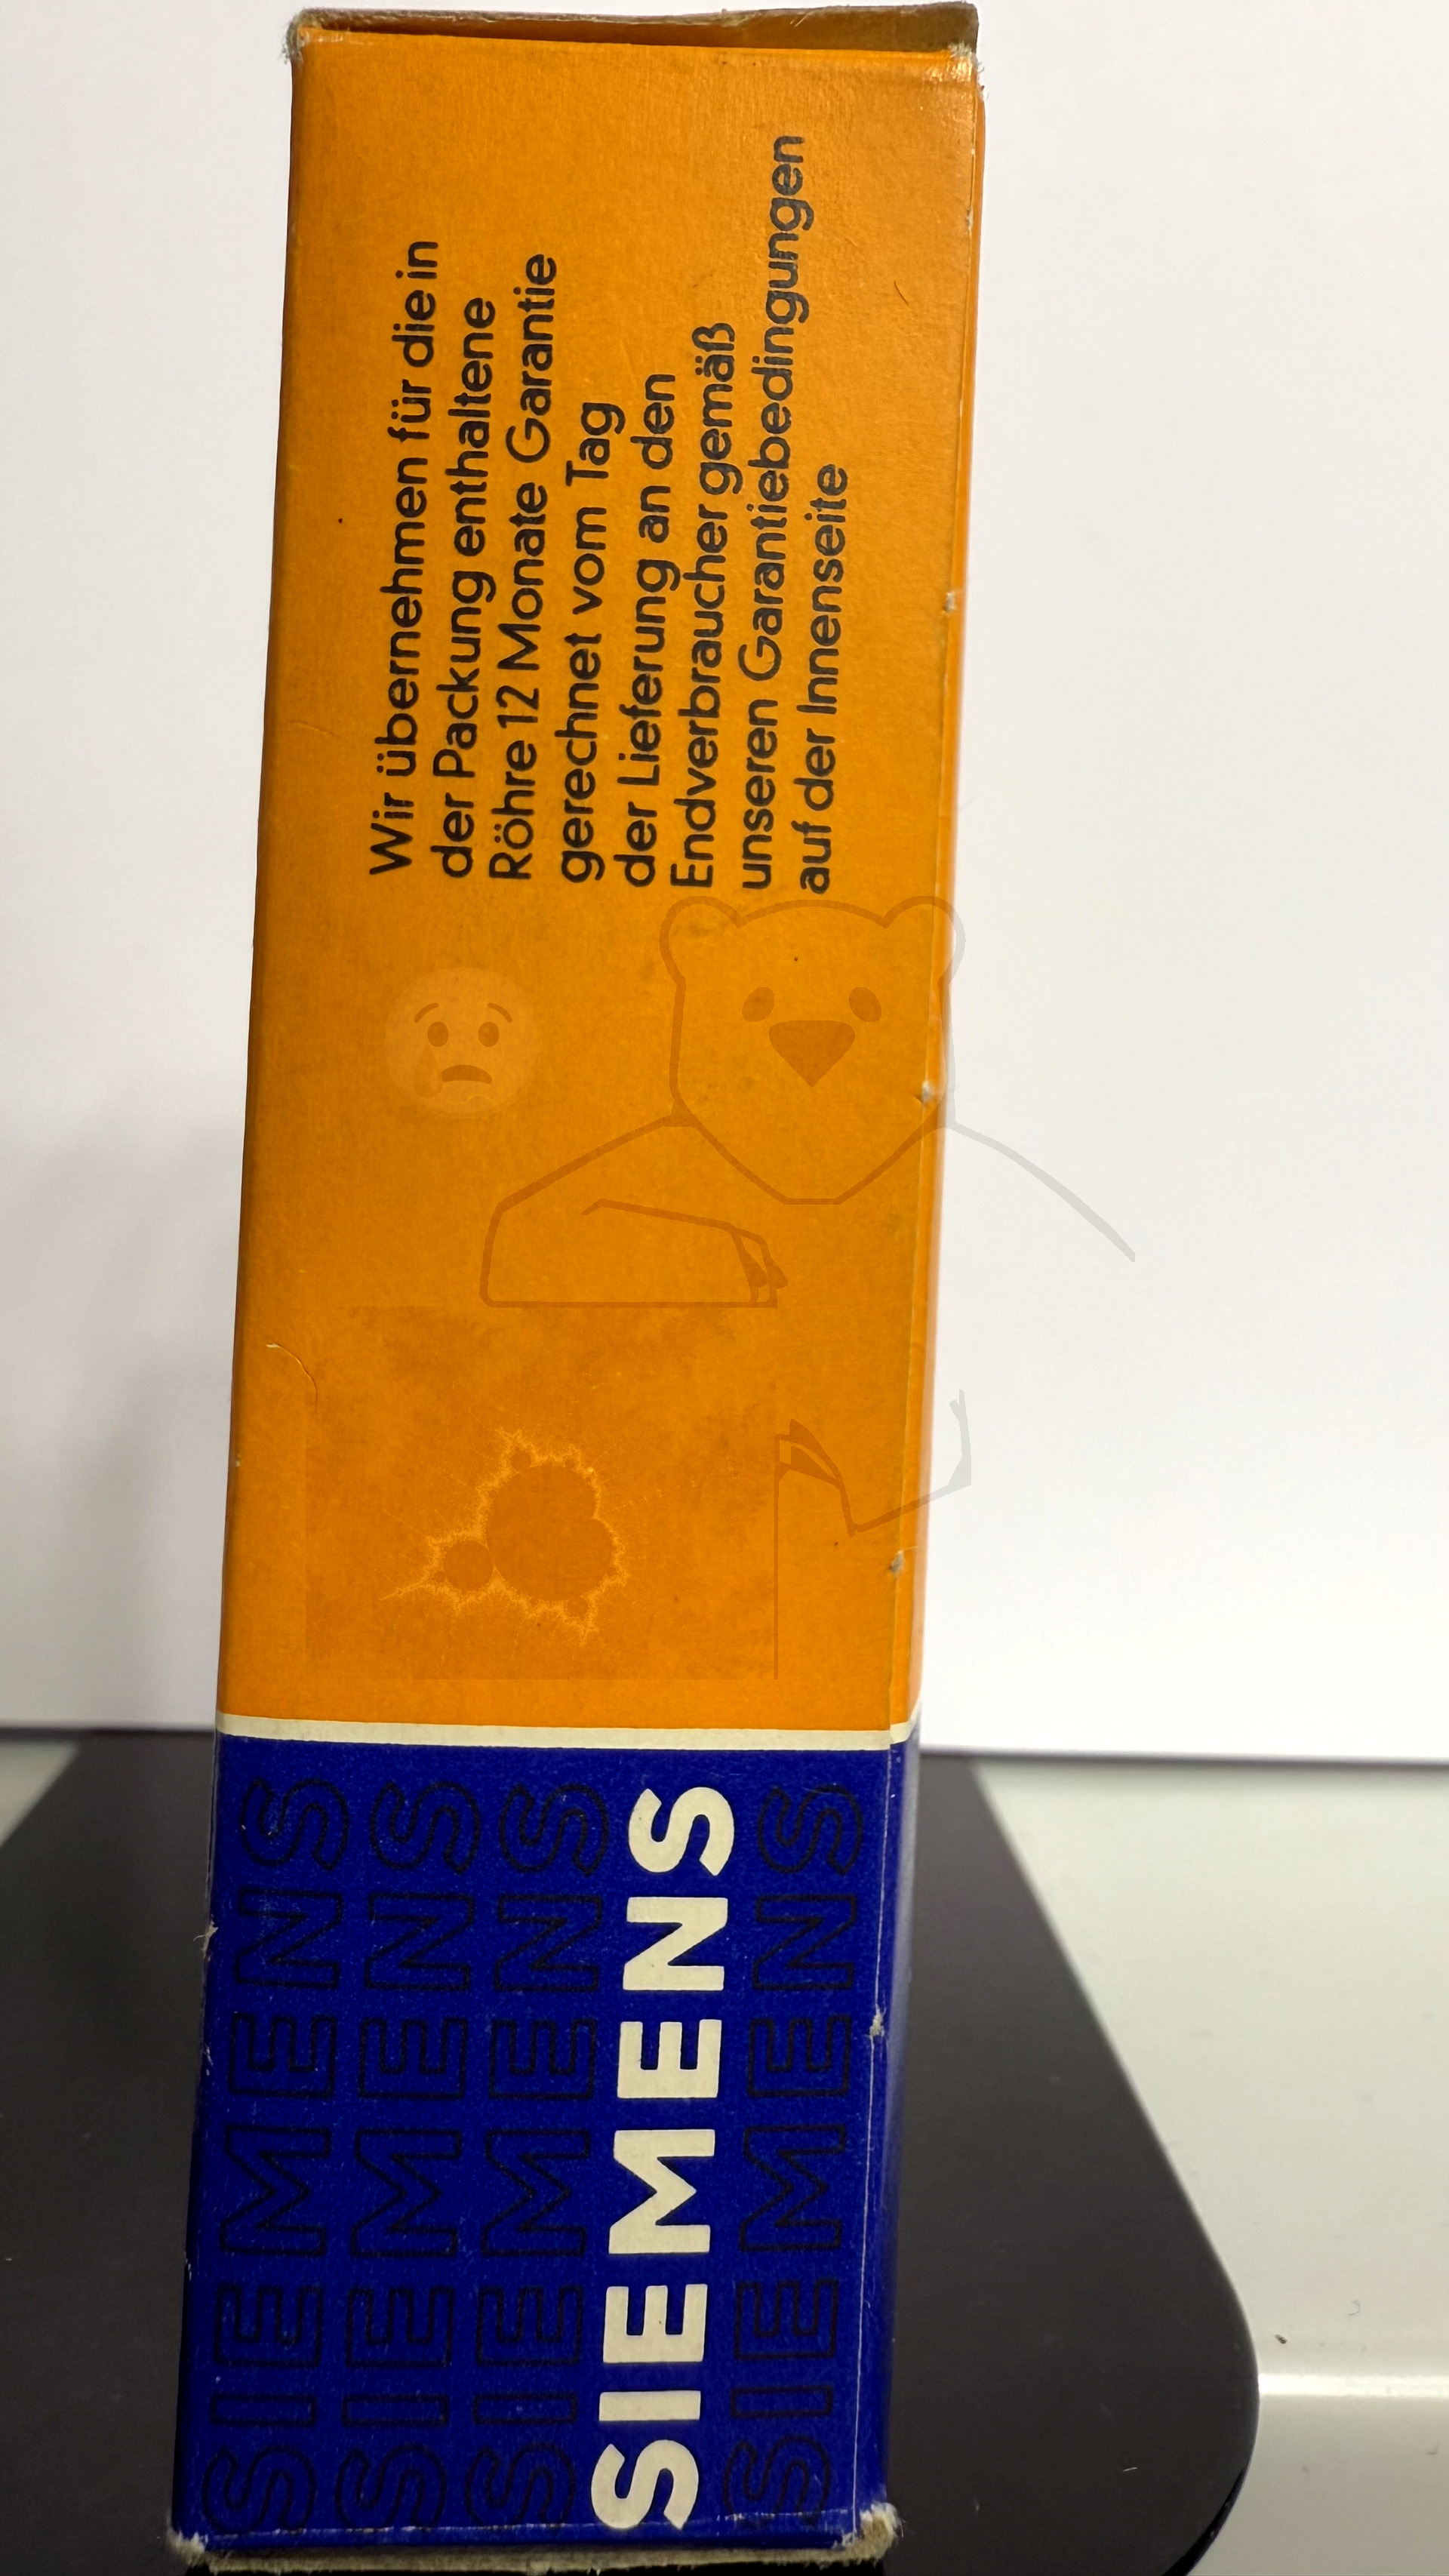 Wir übernehmen für die in
der Packung enthaltene
Röhre 12 Monate Garantie
gerechnet vom Tag
der Lieferung an den
Endverbraucher gemäß
unseren Garantiebedingungen
auf der Innenseite
SIEMENS
SIEMENS
SIEMENS
SIEMENS
SIEMENS